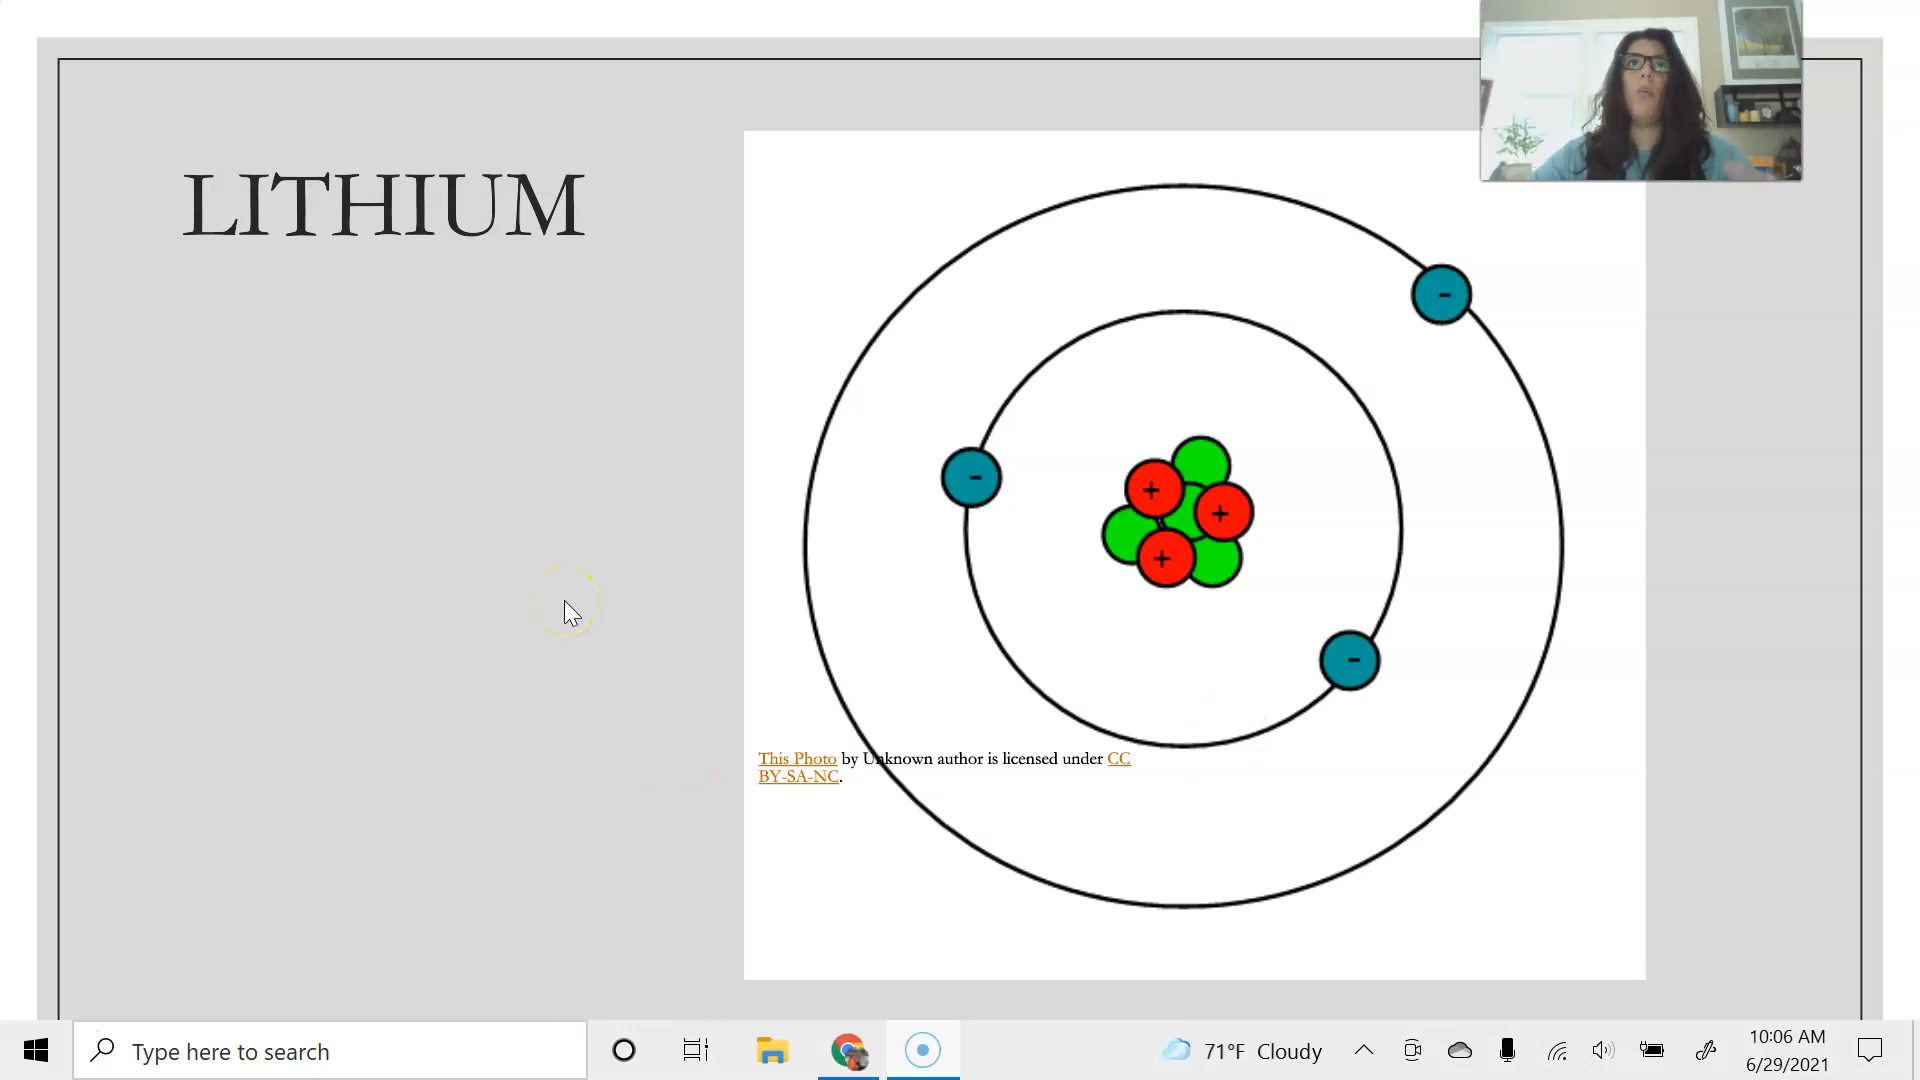 LITHIUM
-
-
+
+
+
-
This Photo by Unknown author is licensed under CC
BY-SA-NC.
Type here to search
71°F Cloudy
10:06 AM
6/29/2021